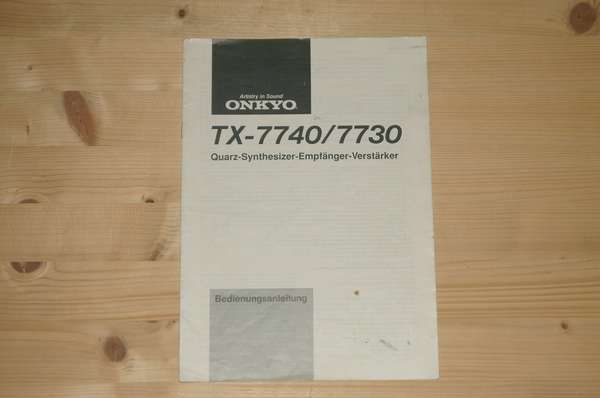 Artistry in Sound
ONKYO
TX-7740/7730
Quarz-Synthesizer-Empfänger-Verstärker
Bedienungsanleitung